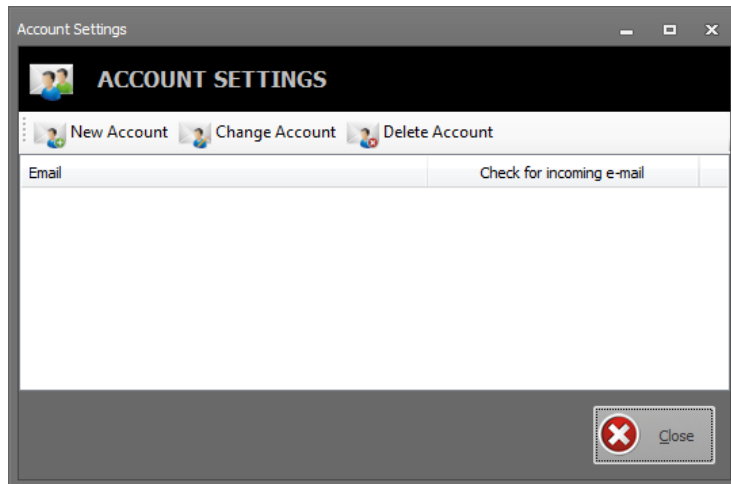 Account Settings
ACCOUNT SETTINGS
New Account Change Account Delete Account
Email Check for incoming e-mail
Close